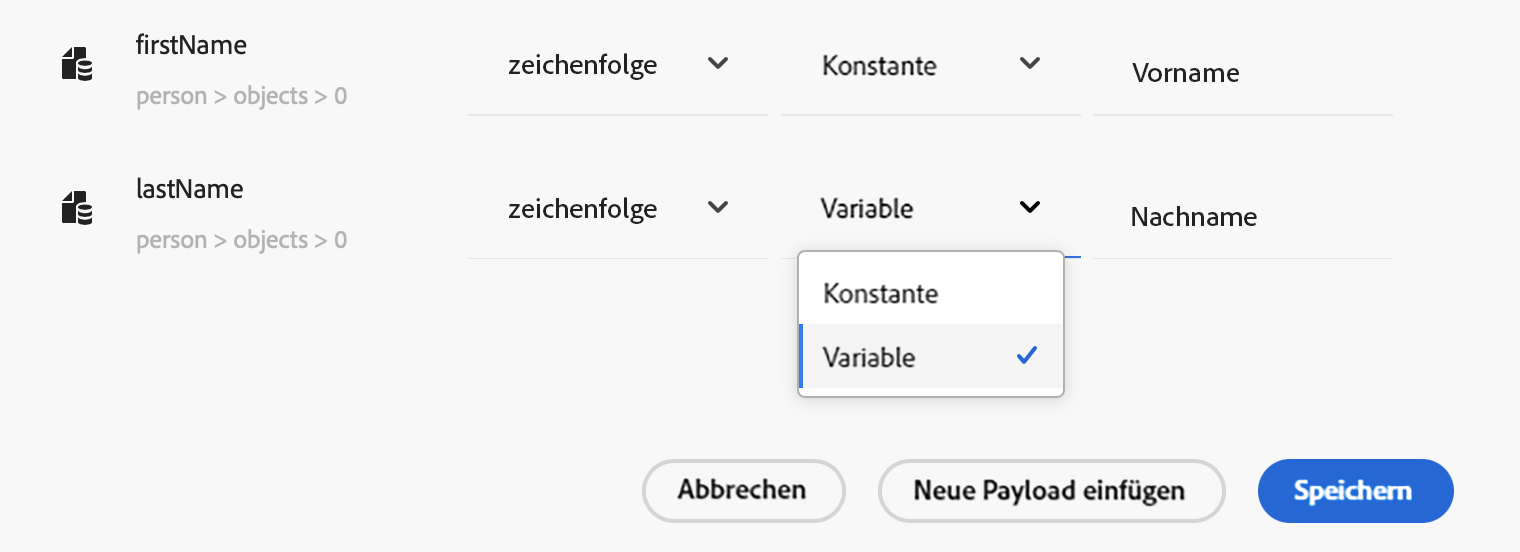 firstName
person > objects > 0
zeichenfolge
Konstante
Vorname
lastName
person > objects > 0
zeichenfolge
Variable
Nachname
Konstante
Variable
Abbrechen
Neue Payload einfügen
Speichern